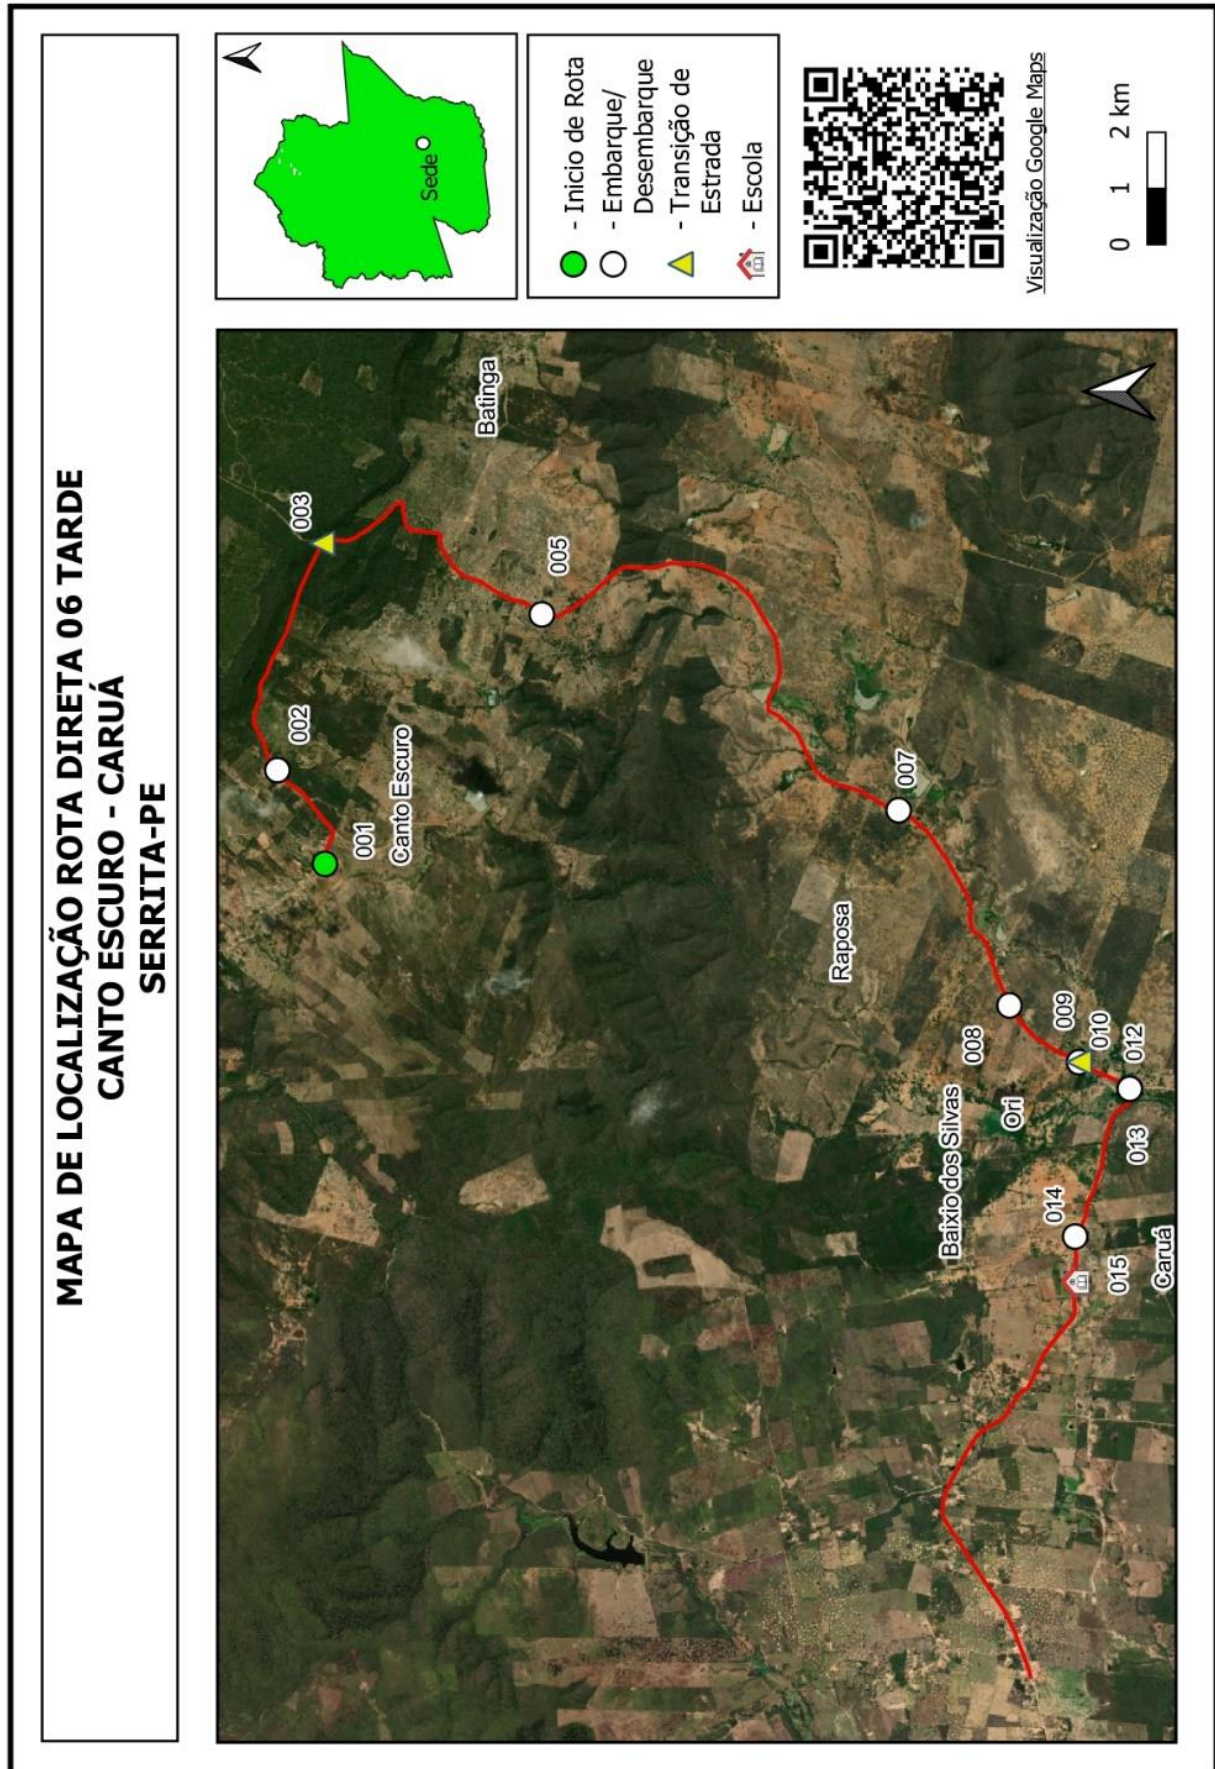 MAPA DE LOCALIZAÇÃO ROTA DIRETA 06 TARDE
CANTO ESCURO - CARUÁ
SERRITA-PE
Sede
- Inicio de Rota
- Embarque/
Desembarque
- Transição de
Estrada
- Escola
Visualização Google Maps
0 1 2 km
003
Batinga
002
001
Canto Escuro
005
007
Raposa
008
009
010
012
Baixio dos Silvas
Ori
013
014
015
Caruá